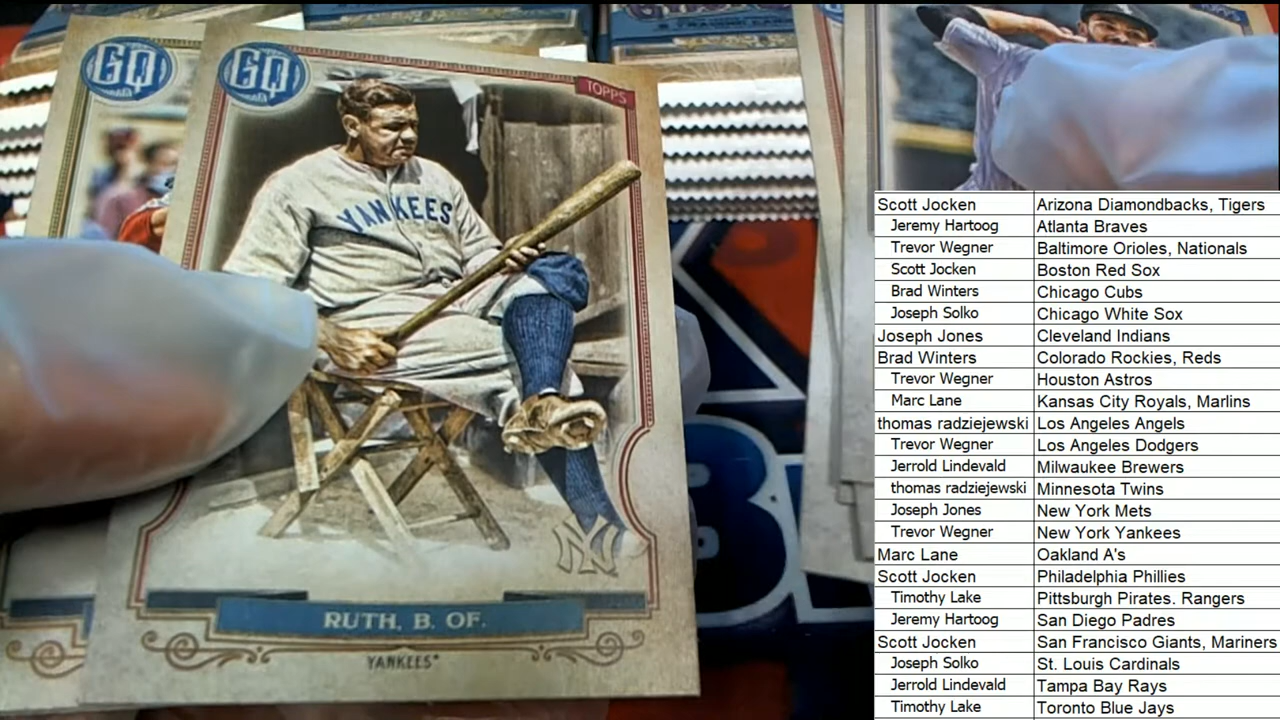 GQ
GQ
TOPPS
YANKEES
NY
RUTH, B. OF.
YANKEES
Scott Jocken Arizona Diamondbacks, Tigers
Jeremy Hartoog Atlanta Braves
Trevor Wegner Baltimore Orioles, Nationals
Scott Jocken Boston Red Sox
Brad Winters Chicago Cubs
Joseph Solko Chicago White Sox
Joseph Jones Cleveland Indians
Brad Winters Colorado Rockies, Reds
Trevor Wegner Houston Astros
Marc Lane Kansas City Royals, Marlins
thomas radziejewski Los Angeles Angels
Trevor Wegner Los Angeles Dodgers
Jerrold Lindevald Milwaukee Brewers
thomas radziejewski Minnesota Twins
Joseph Jones New York Mets
Trevor Wegner New York Yankees
Marc Lane Oakland A's
Scott Jocken Philadelphia Phillies
Timothy Lake Pittsburgh Pirates. Rangers
Jeremy Hartoog San Diego Padres
Scott Jocken San Francisco Giants, Mariners
Joseph Solko St. Louis Cardinals
Jerrold Lindevald Tampa Bay Rays
Timothy Lake Toronto Blue Jays